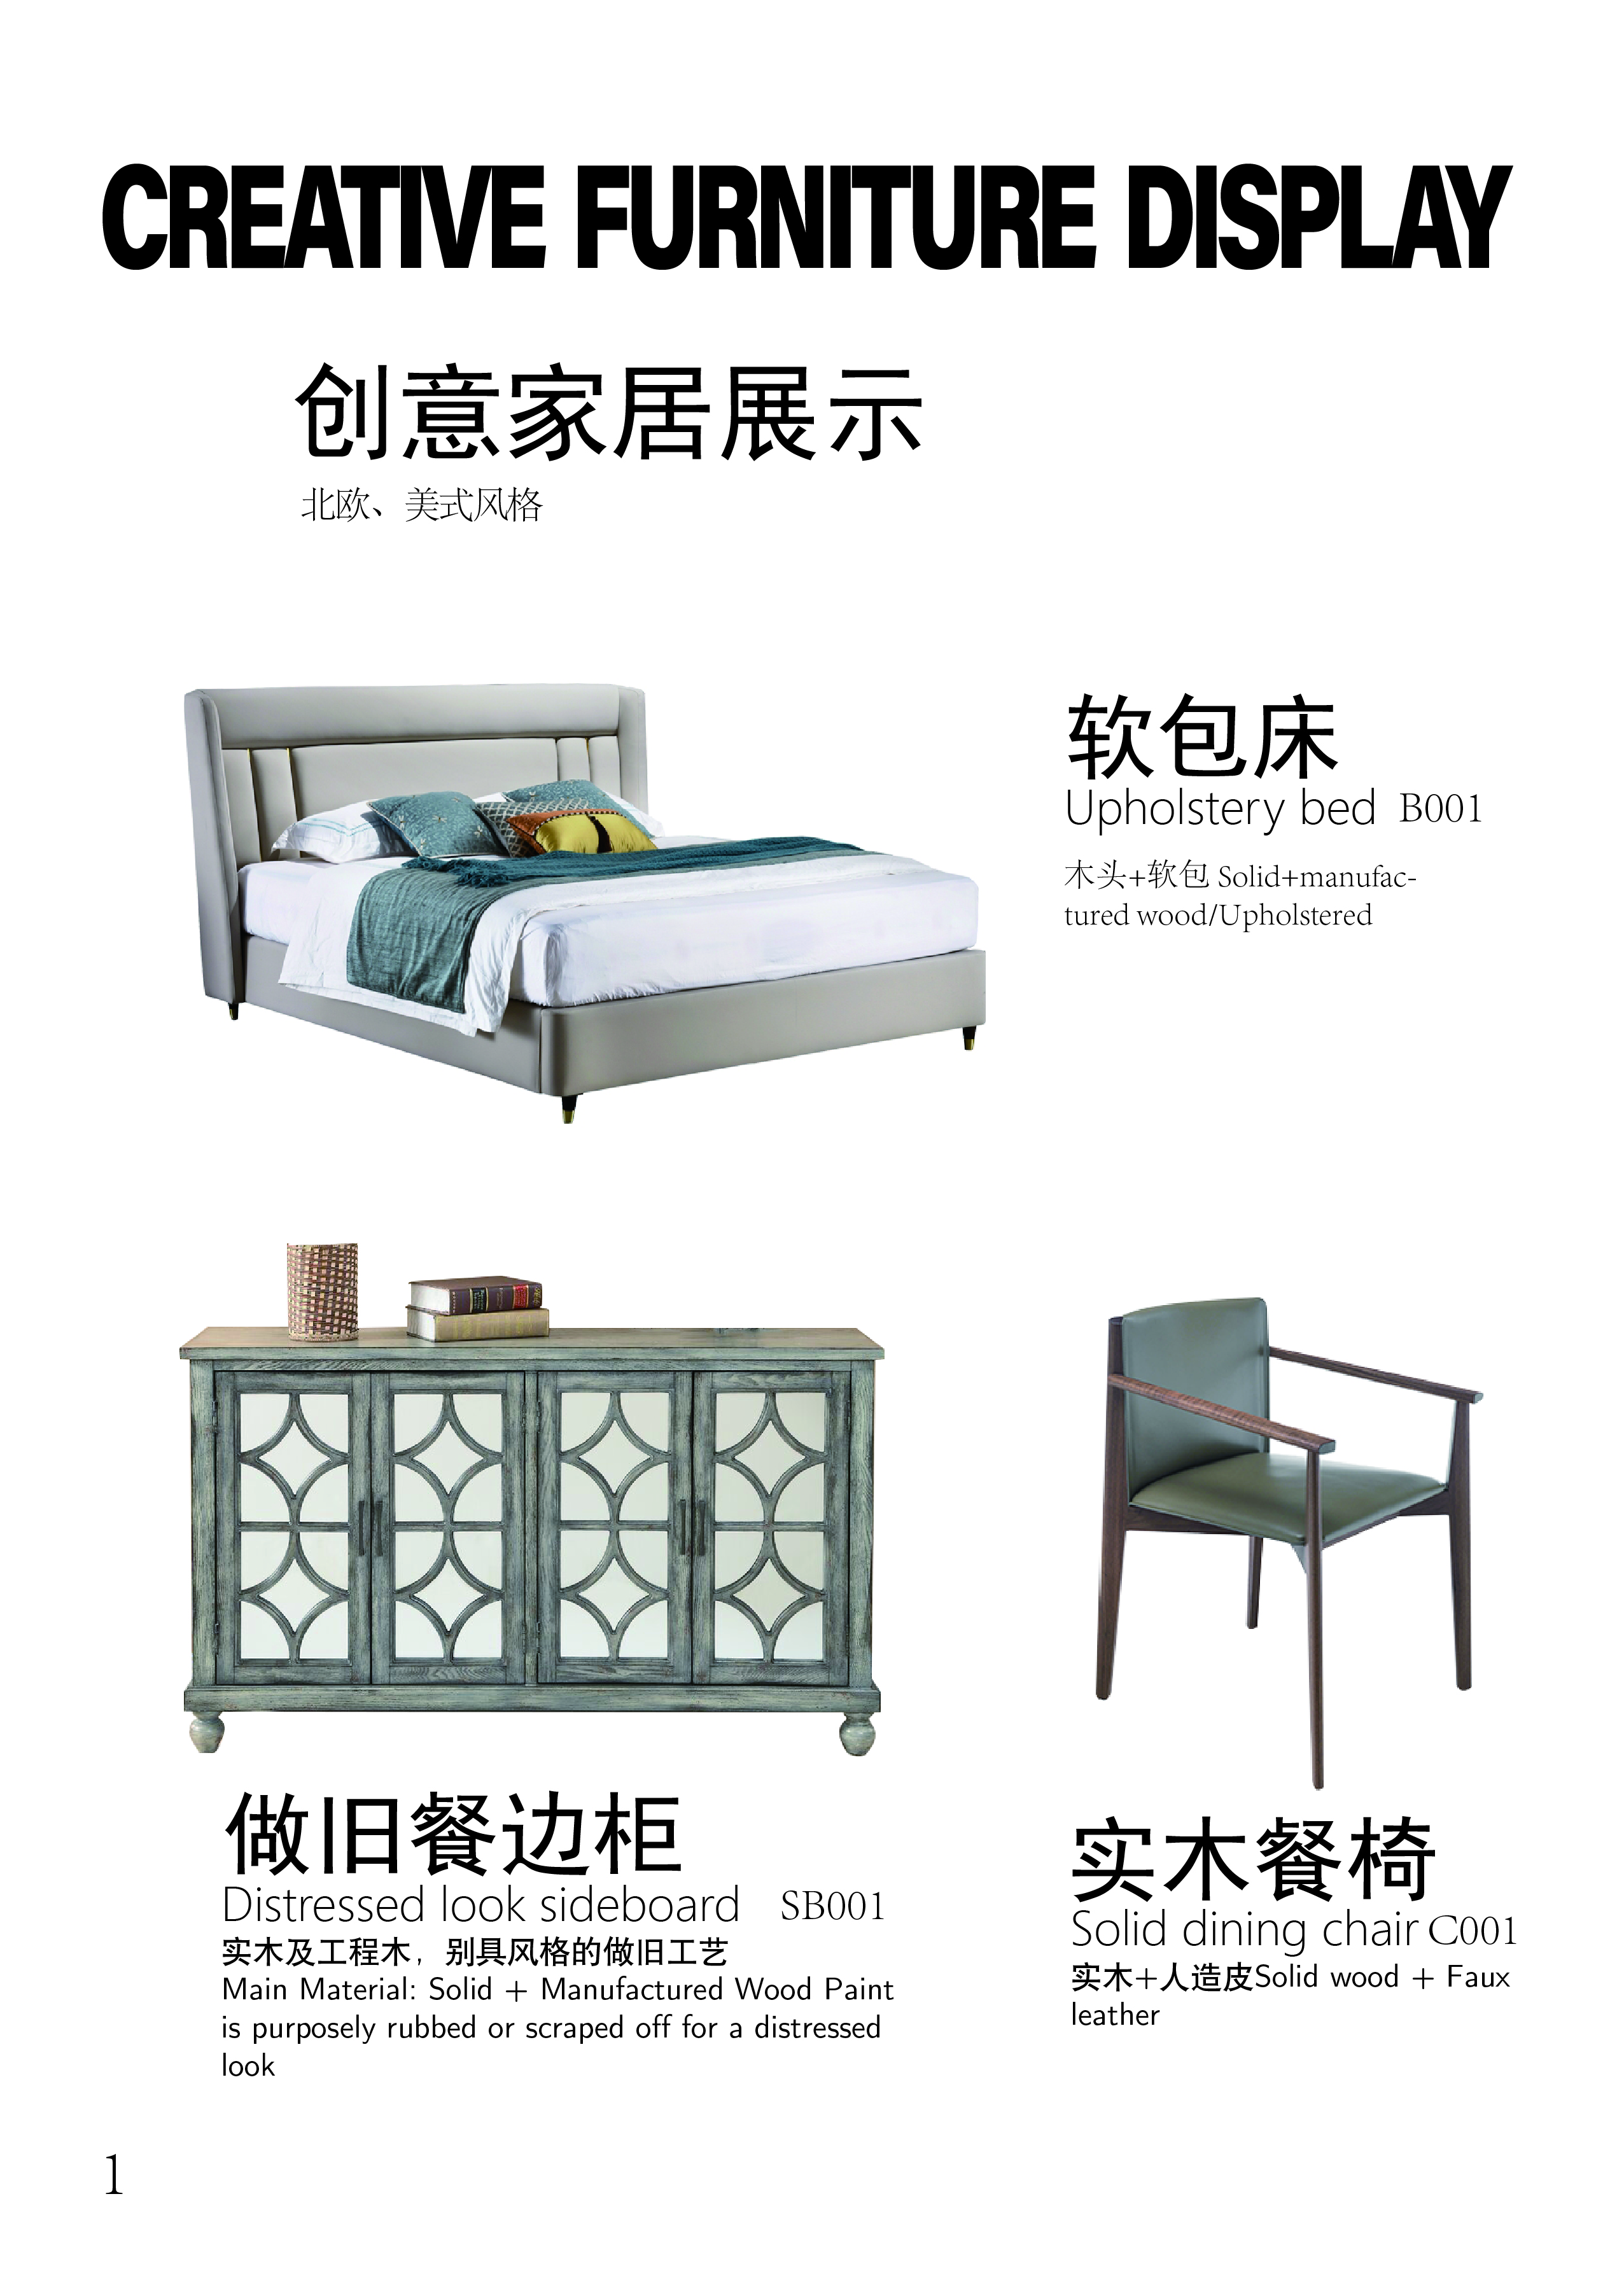 CREATIVE FURNITURE DISPLAY
创意家居展示
北欧、美式风格
软包床
Upholstery bed B001
木头+软包 Solid+manufac-
tured wood/Upholstered
做旧餐边柜
Distressed look sideboard SB001
实木及工程木，别具风格的做旧工艺
Main Material: Solid + Manufactured Wood Paint
is purposely rubbed or scraped off for a distressed
look
实木餐椅
Solid dining chair C001
实木+人造皮Solid wood + Faux
leather
1